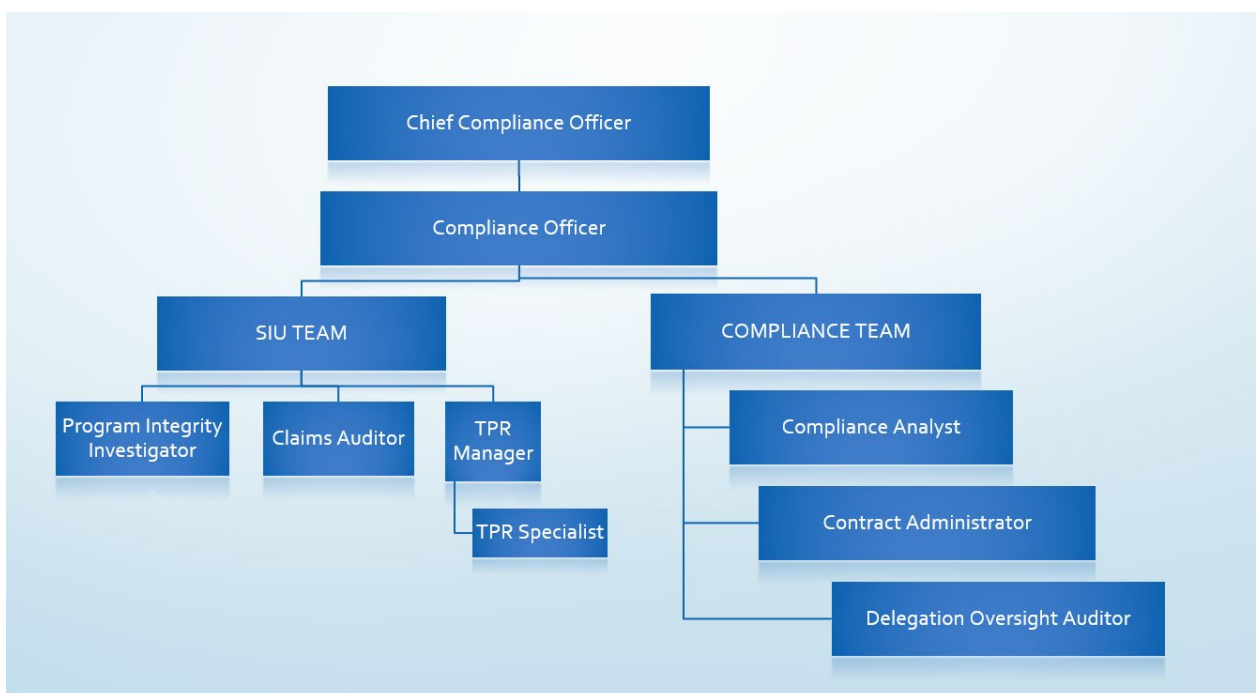 Chief Compliance Officer
Compliance Officer
SIU TEAM
COMPLIANCE TEAM
Program Integrity
Investigator
Claims Auditor
TPR
Manager
TPR Specialist
Compliance Analyst
Contract Administrator
Delegation Oversight Auditor